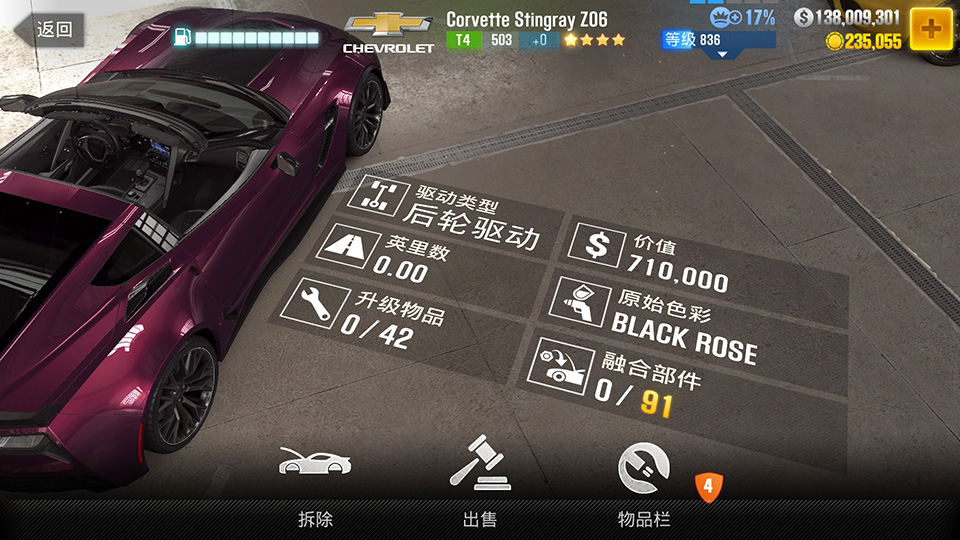 返回
CHEVROLET
Corvette Stingray Z06
T4 503 +0
17%
等级 836
138,009,301
235,055
驱动类型
后轮驱动
英里数
0.00
升级物品
0/42
价值
710,000
原始色彩
BLACK ROSE
融合部件
0/91
拆除
出售
物品栏
4